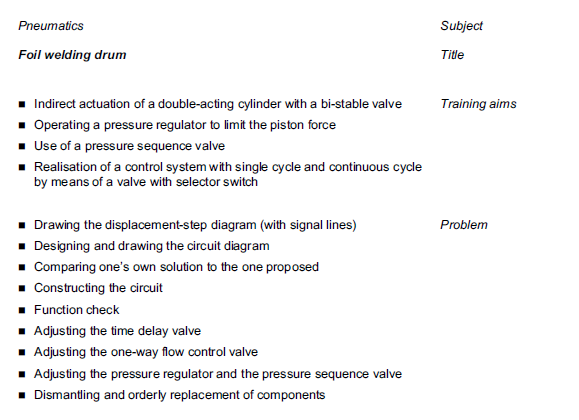 Pneumatics Subject
Foil welding drum Title
■ Indirect actuation of a double-acting cylinder with a bi-stable valve Training aims
■ Operating a pressure regulator to limit the piston force
■ Use of a pressure sequence valve
■ Realisation of a control system with single cycle and continuous cycle
by means of a valve with selector switch
■ Drawing the displacement-step diagram (with signal lines) Problem
■ Designing and drawing the circuit diagram
■ Comparing one's own solution to the one proposed
■ Constructing the circuit
■ Function check
■ Adjusting the time delay valve
■ Adjusting the one-way flow control valve
■ Adjusting the pressure regulator and the pressure sequence valve
■ Dismantling and orderly replacement of components